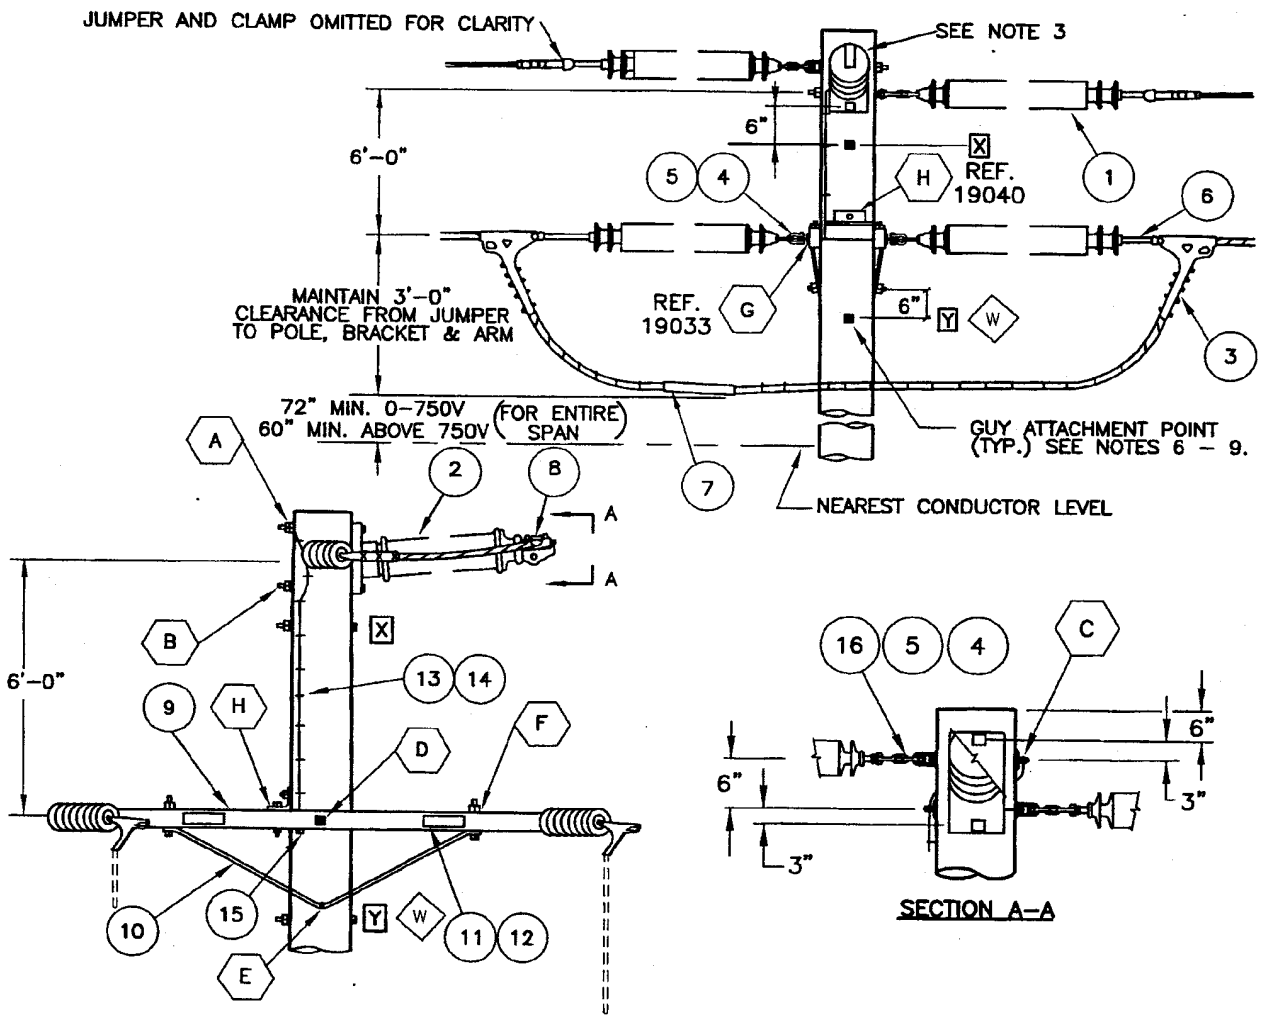 JUMPER AND CLAMP OMITTED FOR CLARITY
SEE NOTE 3
6"
6'-0"
X
5
4
H
REF.
19040
1
6
MAINTAIN 3'-0"
CLEARANCE FROM JUMPER
TO POLE, BRACKET & ARM
REF.
19033
G
6"
Y
W
3
72" MIN. 0-750V
60" MIN. ABOVE 750V
(FOR ENTIRE)
SPAN
GUY ATTACHMENT POINT
(TYP.) SEE NOTES 6 - 9.
A
2
8
7
NEAREST CONDUCTOR LEVEL
A
A
B
X
6'-0"
13
14
9
H
F
D
10
15
Y
W
11
12
E
16
5
4
C
6"
6"
3"
3"
SECTION A-A